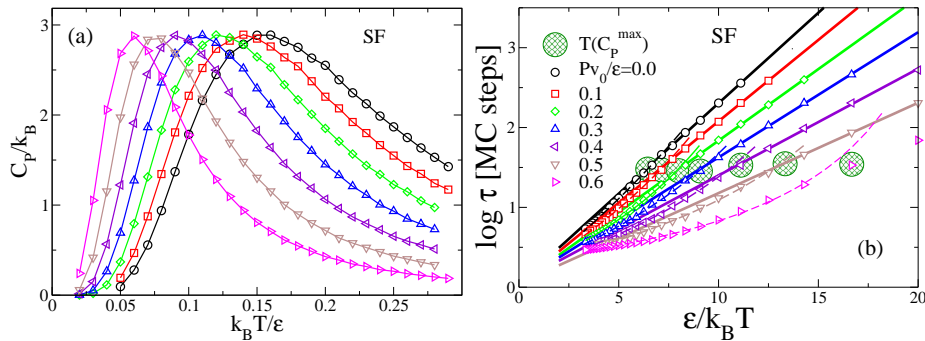 (a)
SF
C_P/k_B
3
2
1
0
0
0.05
0.1
0.15
0.2
0.25
k_BT/ε
SF
T(C_P^max)
Pv_0/ε=0.0
0.1
0.2
0.3
0.4
0.5
0.6
(b)
log τ [MC steps]
3
2
1
0
0
5
10
15
20
ε/k_BT